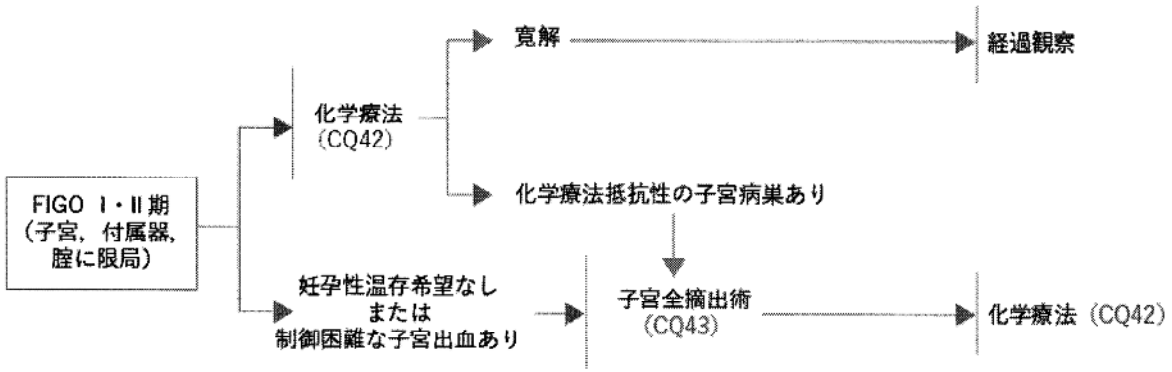 寛解
経過観察
化学療法
（CQ42）
化学療法抵抗性の子宮病巣あり
FIGO Ⅰ・Ⅱ期
（子宮，付属器，
腟に限局）
妊孕性温存希望なし
または
制御困難な子宮出血あり
子宮全摘出術
（CQ43）
化学療法（CQ42）